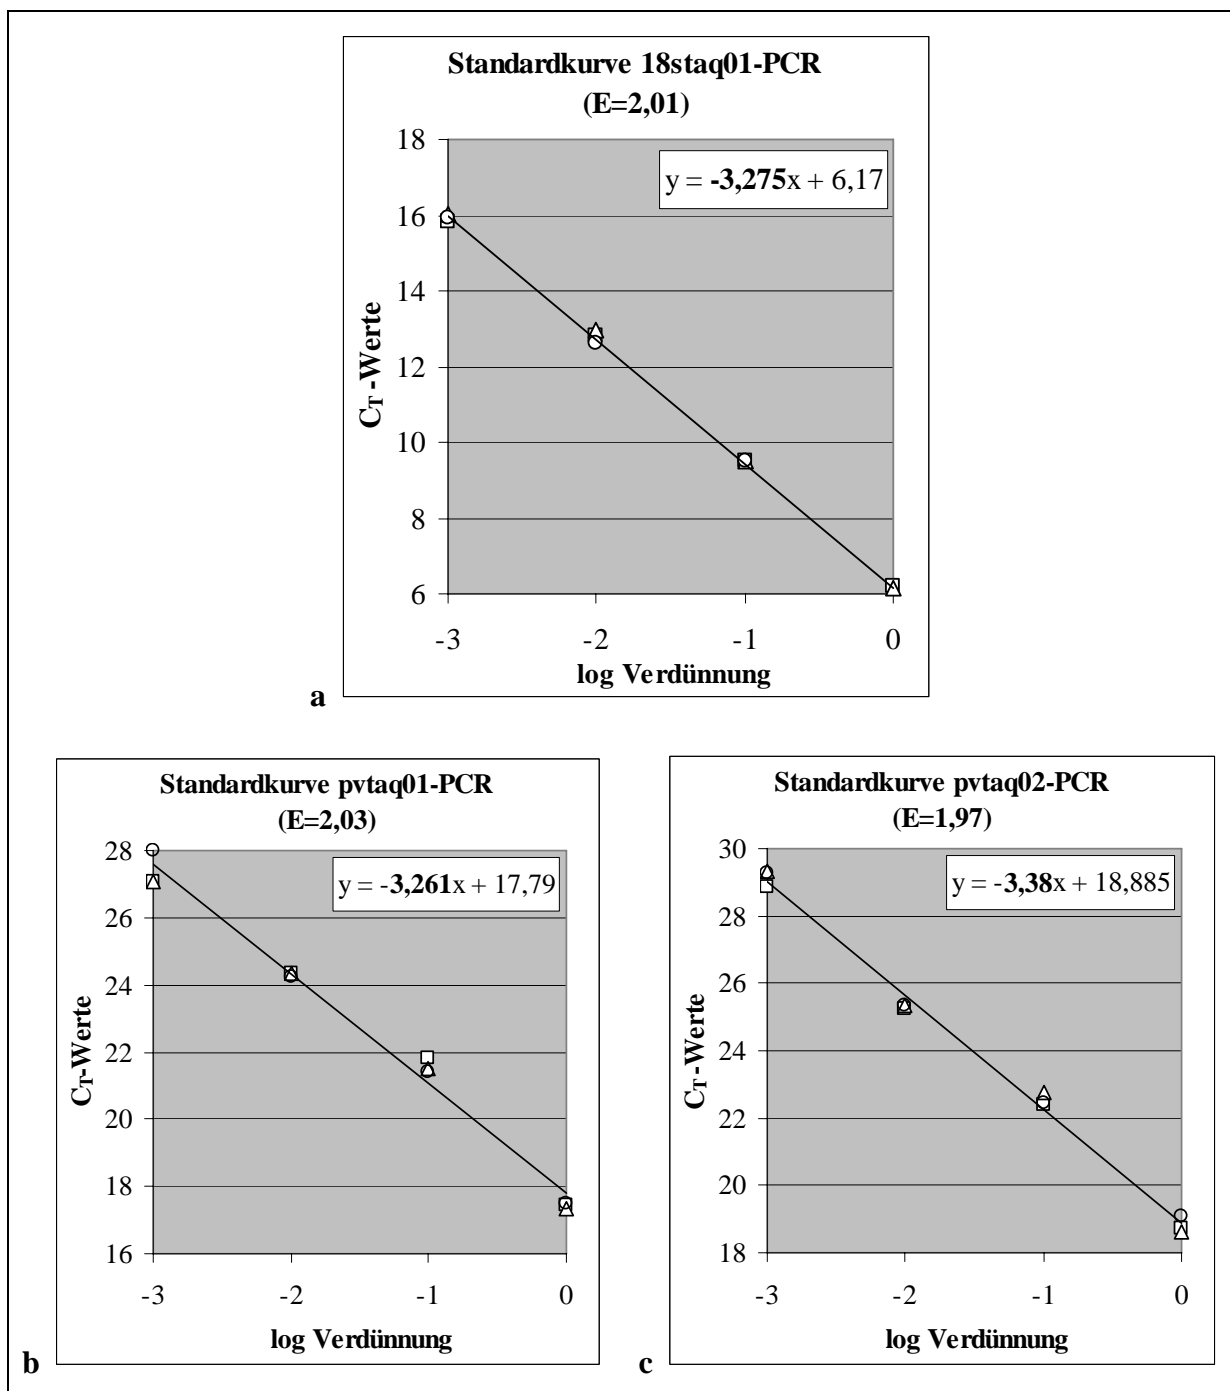 Standardkurve 18staq01-PCR
(E=2,01)
y = -3,275x + 6,17
18
16
14
12
10
8
6
C_T-Werte
-3 -2 -1 0
log Verdünnung
a
Standardkurve pvtaq01-PCR
(E=2,03)
y = -3,261x + 17,79
28
26
24
22
20
18
16
C_T-Werte
-3 -2 -1 0
log Verdünnung
b
Standardkurve pvtaq02-PCR
(E=1,97)
y = -3,38x + 18,885
30
28
26
24
22
20
18
C_T-Werte
-3 -2 -1 0
log Verdünnung
c